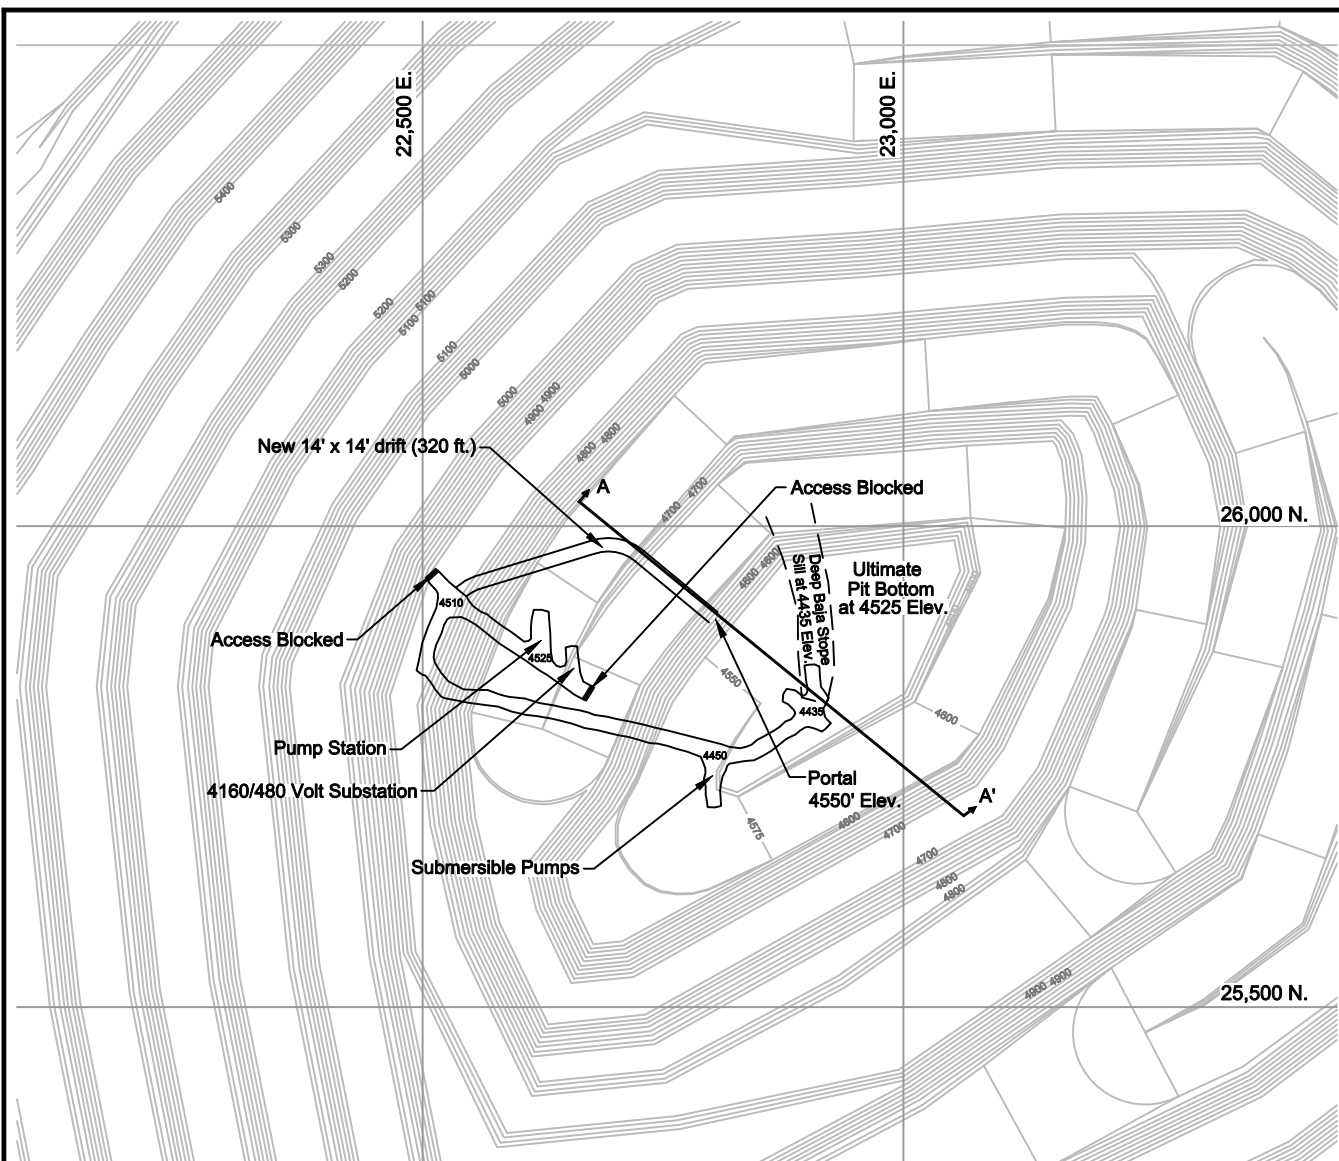 22,500 E.
23,000 E.
5400
5300
5300
5200
5200
5100
5100
5100
5000
5000
4900
4900
4800
4800
New 14' x 14' drift (320 ft.)
A
4700
4700
Access Blocked
26,000 N.
4600
4600
Deep Baja Stope
Sill at 4435 Elev.
Ultimate
Pit Bottom
at 4525 Elev.
4510
Access Blocked
4525
4550
4435
4600
Pump Station
4450
4160/480 Volt Substation
Portal
4550' Elev.
A'
4575
4600
4700
4700
4800
4800
Submersible Pumps
4900
4900
25,500 N.